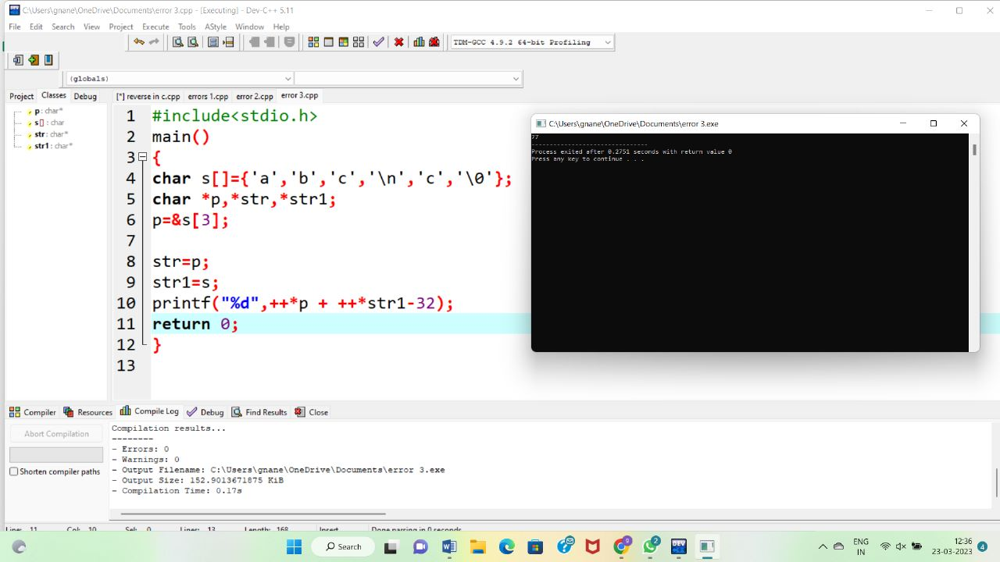 C:\Users\gnane\OneDrive\Documents\error 3.cpp - [Executing] - Dev-C++ 5.11
File Edit Search View Project Execute Tools AStyle Window Help
TDM-GCC 4.9.2 64-bit Profiling
(globals)
Project Classes Debug
[*] reverse in c.cpp errors 1.cpp error 2.cpp error 3.cpp
p : char*
s [] : char
str : char*
str1 : char*
1 #include<stdio.h>
2 main()
3 {
4 char s[]={'a','b','c','\n','c','\0'};
5 char *p,*str,*str1;
6 p=&s[3];
7
8 str=p;
9 str1=s;
10 printf("%d",++*p + ++*str1-32);
11 return 0;
12 }
13
C:\Users\gnane\OneDrive\Documents\error 3.exe
77
--------------------------------
Process exited after 0.2751 seconds with return value 0
Press any key to continue . . .
Compiler Resources Compile Log Debug Find Results Close
Abort Compilation
Shorten compiler paths
Compilation results...
--------
- Errors: 0
- Warnings: 0
- Output Filename: C:\Users\gnane\OneDrive\Documents\error 3.exe
- Output Size: 152.9013671875 KiB
- Compilation Time: 0.17s
Line: 11 Col: 10 Sel: 0 Lines: 13 Length: 168 Insert Done parsing in 0 seconds
Search
DEV
9
2
ENG
IN
12:36
23-03-2023
4